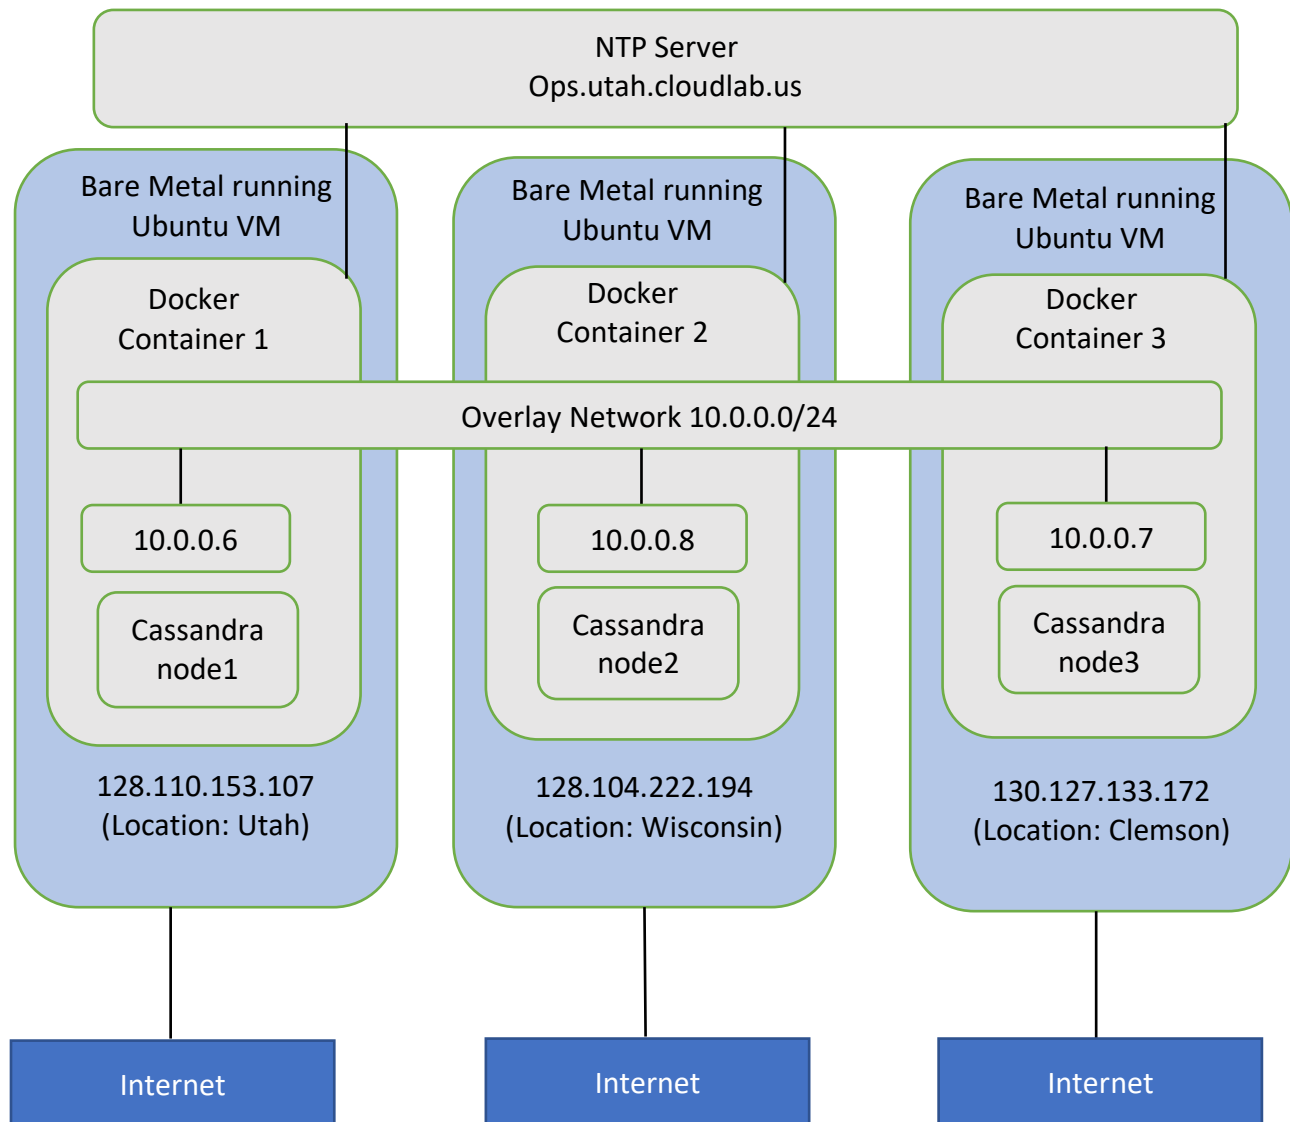 NTP Server
Ops.utah.cloudlab.us
Bare Metal running
Ubuntu VM
Docker
Container 1
Bare Metal running
Ubuntu VM
Docker
Container 2
Bare Metal running
Ubuntu VM
Docker
Container 3
Overlay Network 10.0.0.0/24
10.0.0.6
10.0.0.8
10.0.0.7
Cassandra
node1
Cassandra
node2
Cassandra
node3
128.110.153.107
(Location: Utah)
128.104.222.194
(Location: Wisconsin)
130.127.133.172
(Location: Clemson)
Internet
Internet
Internet